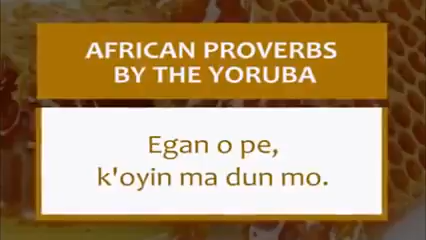 AFRICAN PROVERBS
BY THE YORUBA
Egan o pe,
k'oyin ma dun mo.